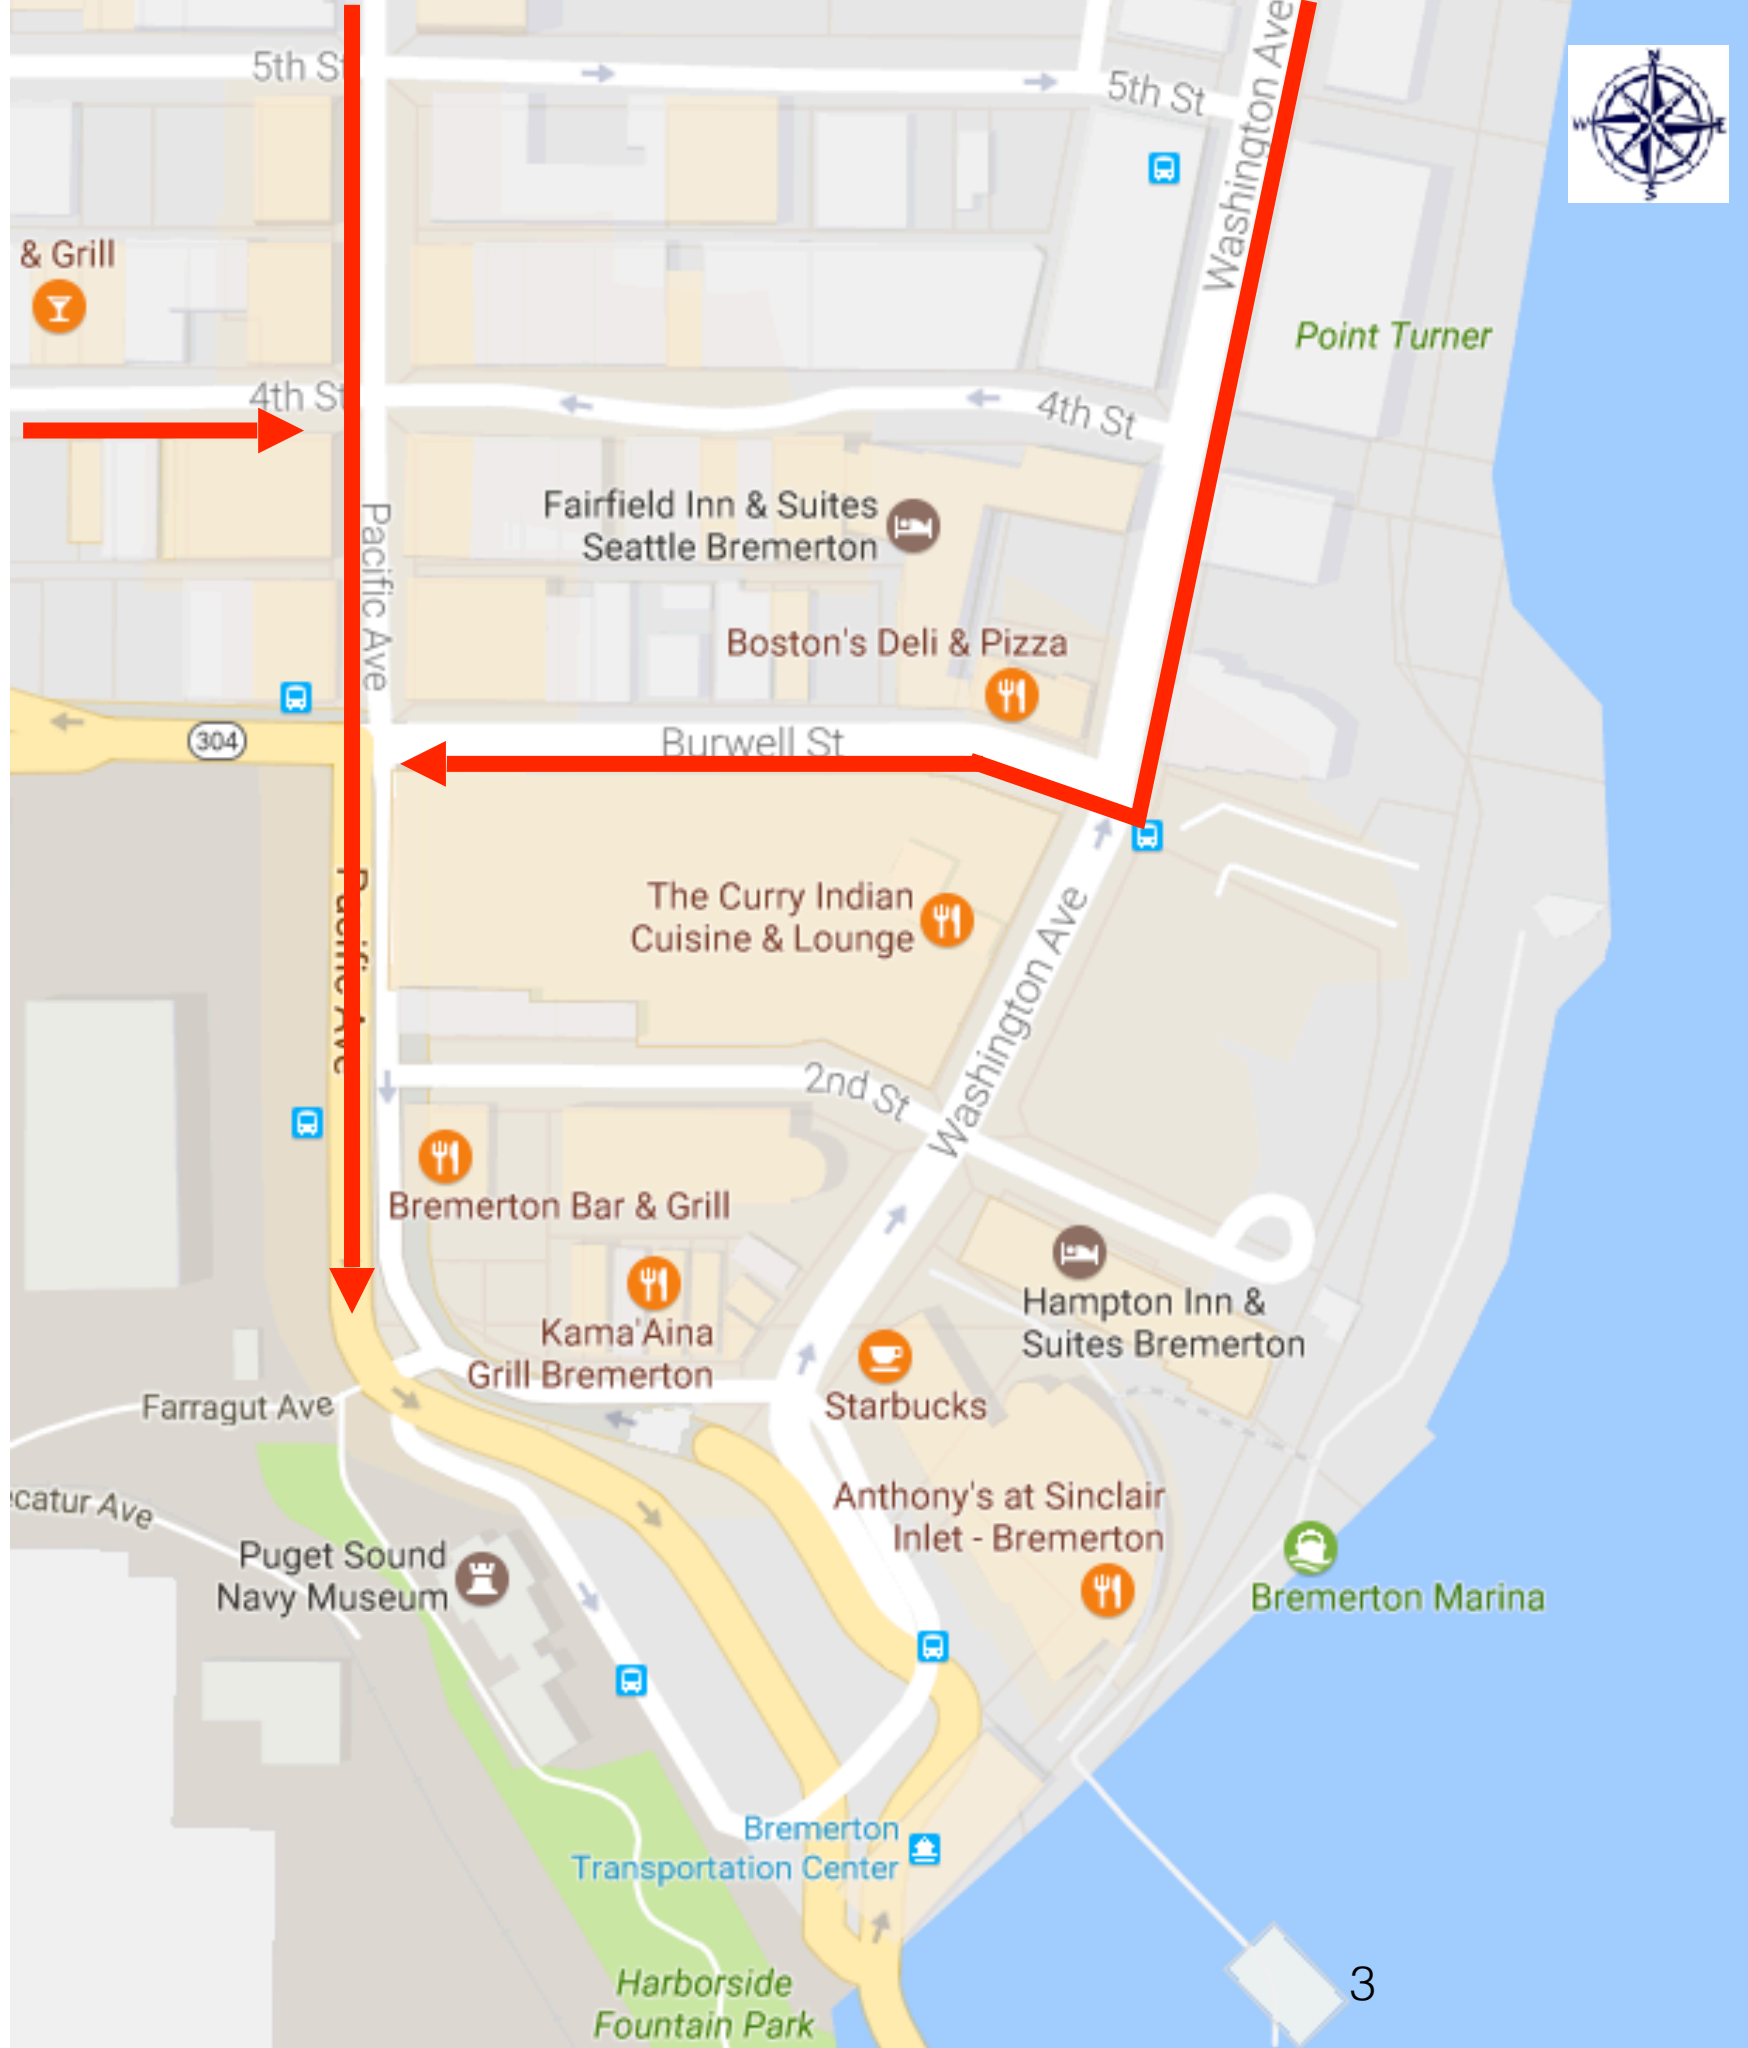 N
W
E
S
5th St
5th St
Washington Ave
Washington Ave
& Grill
Point Turner
4th St
4th St
Pacific Ave
Fairfield Inn & Suites
Seattle Bremerton
Boston's Deli & Pizza
304
Burwell St
Pacific Ave
The Curry Indian
Cuisine & Lounge
Washington Ave
2nd St
Bremerton Bar & Grill
Kama'Aina
Grill Bremerton
Hampton Inn &
Suites Bremerton
Starbucks
Farragut Ave
Anthony's at Sinclair
Inlet - Bremerton
ecatur Ave
Puget Sound
Navy Museum
Bremerton Marina
Bremerton
Transportation Center
Harborside
Fountain Park
3